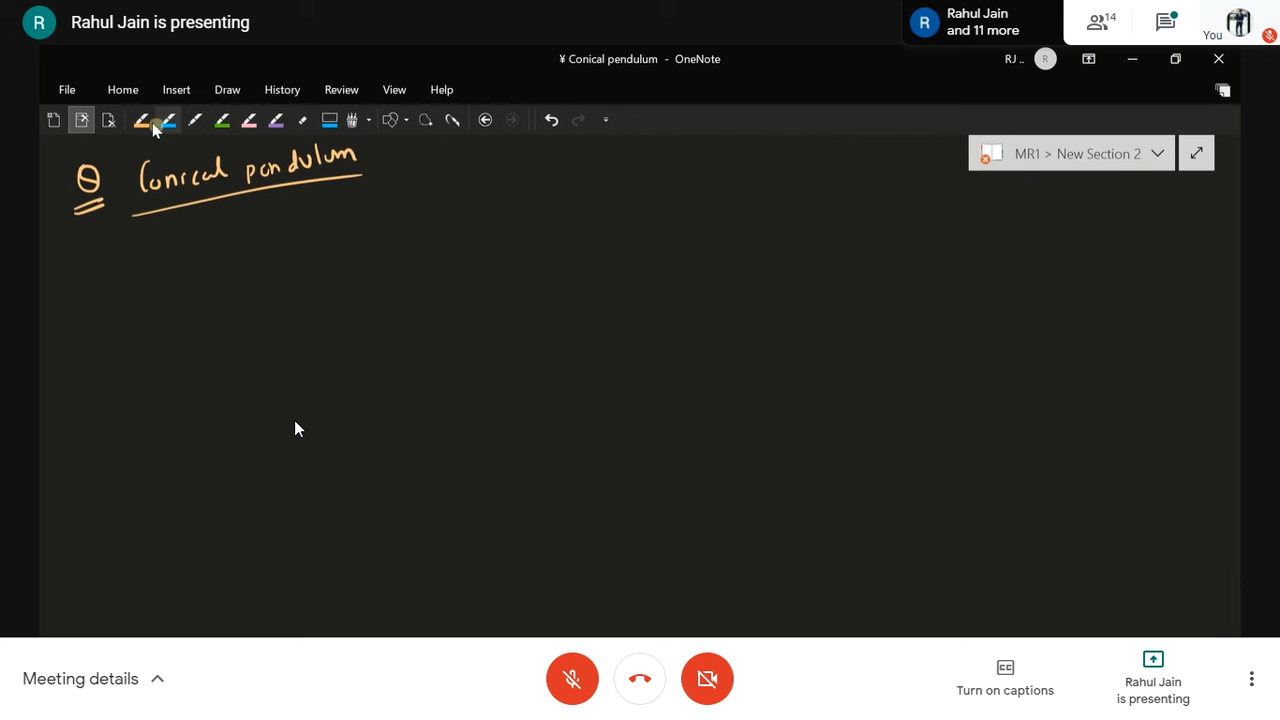 R Rahul Jain is presenting
R Rahul Jain and 11 more
14
You
¥ Conical pendulum - OneNote
RJ .. R
File Home Insert Draw History Review View Help
MR1 > New Section 2
Q Conical pendulum
Meeting details
Turn on captions
Rahul Jain
is presenting